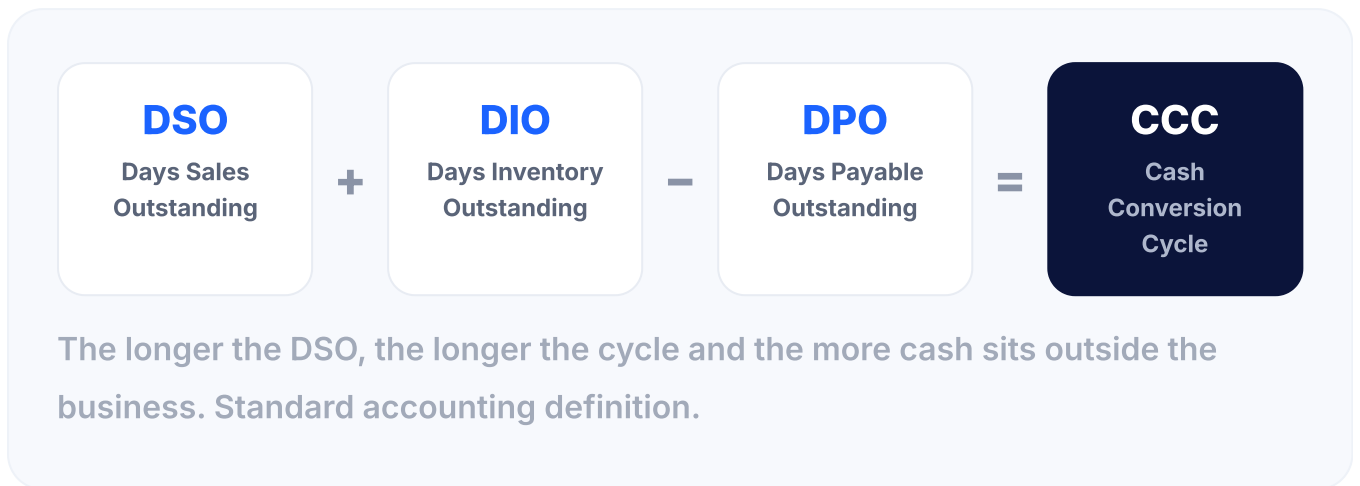 DSO
Days Sales
Outstanding
+
DIO
Days Inventory
Outstanding
−
DPO
Days Payable
Outstanding
=
CCC
Cash
Conversion
Cycle
The longer the DSO, the longer the cycle and the more cash sits outside the
business. Standard accounting definition.